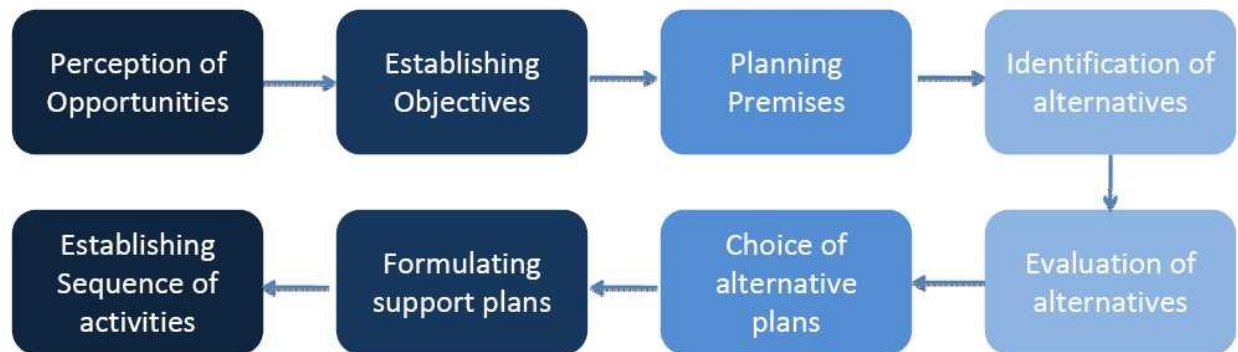 Perception of
Opportunities
Establishing
Objectives
Planning
Premises
Identification of
alternatives
Evaluation of
alternatives
Choice of
alternative
plans
Formulating
support plans
Establishing
Sequence of
activities